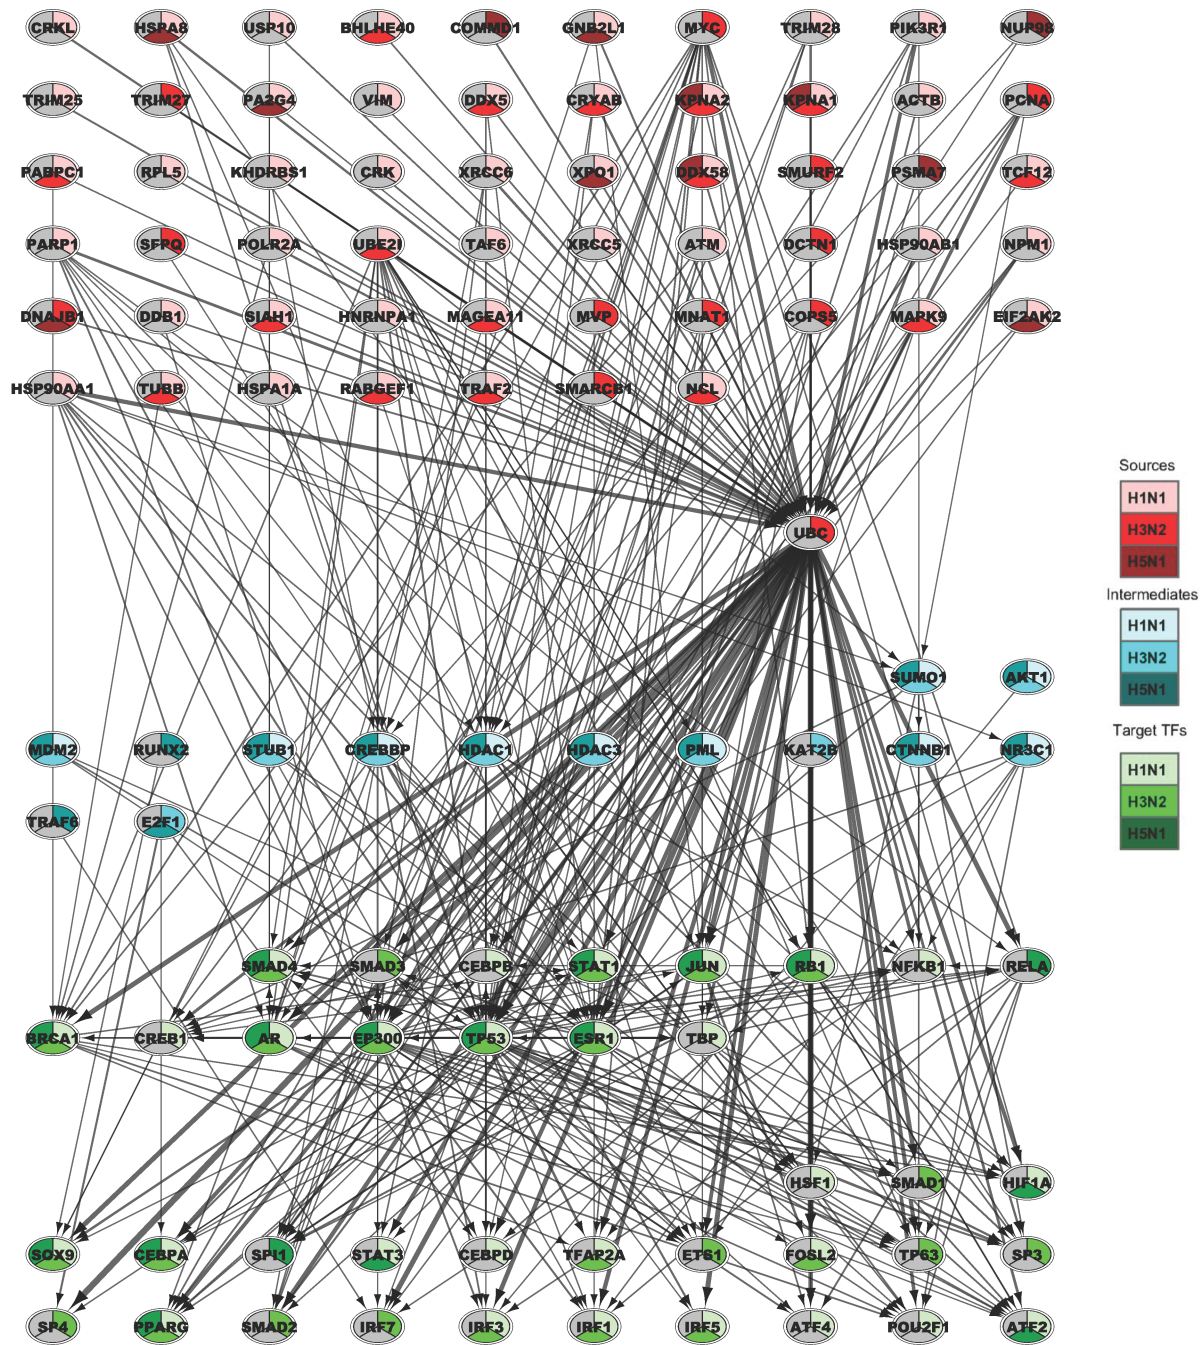 CRKL HSPA8 USP10 BHLHE40 COMMD1 GNB2L1 MYC TRIM28 PIK3R1 NUP98
TRIM25 TRIM27 PA2G4 VIM DDX5 CRYAB KPNA2 KPNA1 ACTB PCNA
PABPC1 RPL5 KHDRBS1 CRK XRCC6 XPO1 DDX58 SMURF2 PSMA7 TCF12
PARP1 SFPQ POLR2A UBE2I TAF6 XRCC5 ATM DCTN1 HSP90AB1 NPM1
DNAJB1 DDB1 SIAH1 HNRNPA1 MAGEA11 MVP MNAT1 COPS5 MAPK9 EIF2AK2
HSP90AA1 TUBB HSPA1A RABGEF1 TRAF2 SMARCB1 NCL
UBC
SUMO1 AKT1
MDM2 RUNX2 STUB1 CREBBP HDAC1 HDAC3 PML KAT2B CTNNB1 NR3C1
TRAF6 E2F1
SMAD4 SMAD3 CEBPB STAT1 JUN RB1 NFKB1 RELA
BRCA1 CREB1 AR EP300 TP53 ESR1 TBP
HSF1 SMAD1 HIF1A
SOX9 CEBPA SPI1 STAT3 CEBPD TFAP2A ETS1 FOSL2 TP63 SP3
SP4 PPARG SMAD2 IRF7 IRF3 IRF1 IRF5 ATF4 POU2F1 ATF2
Sources
H1N1
H3N2
H5N1
Intermediates
H1N1
H3N2
H5N1
Target TFs
H1N1
H3N2
H5N1